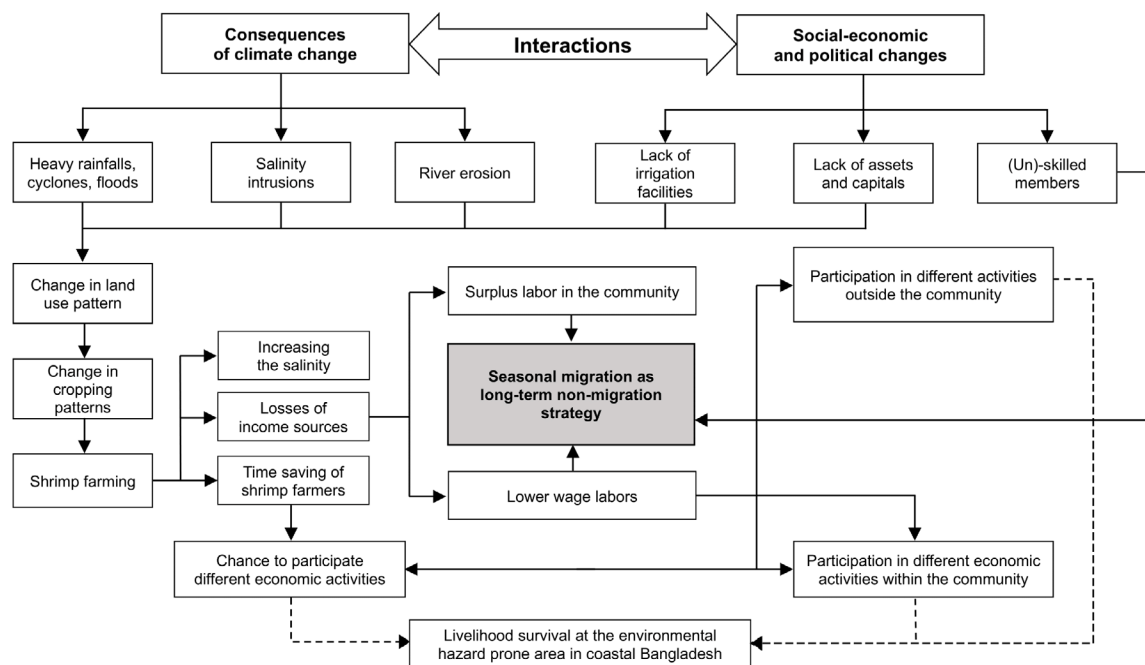 Consequences
of climate change
Interactions
Social-economic
and political changes
Heavy rainfalls,
cyclones, floods
Salinity
intrusions
River erosion
Lack of
irrigation
facilities
Lack of assets
and capitals
(Un)-skilled
members
Change in land
use pattern
Surplus labor in the community
Participation in different activities
outside the community
Increasing
the salinity
Change in
cropping
patterns
Seasonal migration as
long-term non-migration
strategy
Losses of
income sources
Shrimp farming
Time saving of
shrimp farmers
Lower wage labors
Chance to participate
different economic activities
Participation in different economic
activities within the community
Livelihood survival at the environmental
hazard prone area in coastal Bangladesh